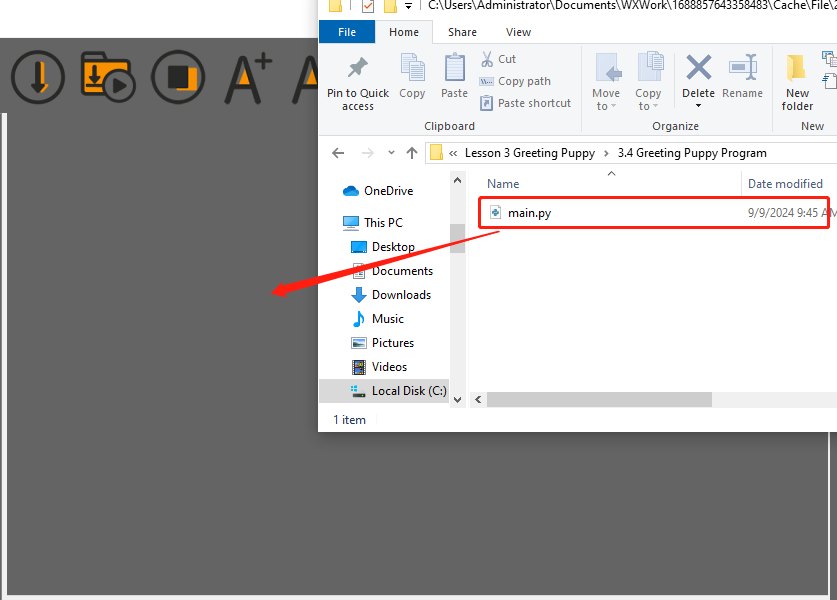 C:\Users\Administrator\Documents\WXWork\1688857643358483\Cache\File\2
File Home Share View
Pin to Quick access
Copy
Paste
Cut
Copy path
Paste shortcut
Move to
Copy to
Delete
Rename
New folder
Clipboard
Organize
New
« Lesson 3 Greeting Puppy > 3.4 Greeting Puppy Program
Name Date modified
main.py 9/9/2024 9:45 AM
OneDrive
This PC
Desktop
Documents
Downloads
Music
Pictures
Videos
Local Disk (C:)
1 item
A+
A